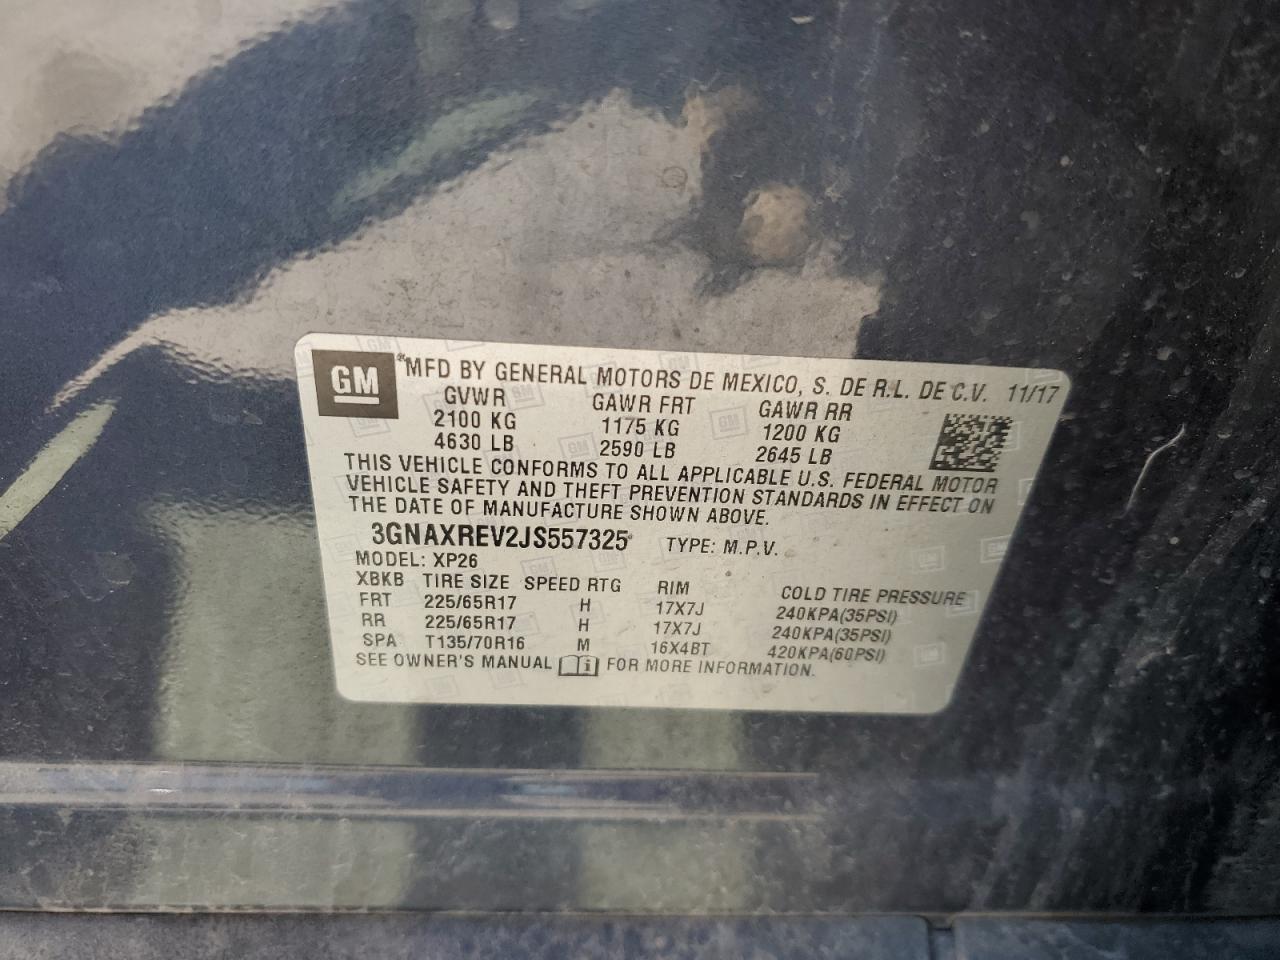 GM ®MFD BY GENERAL MOTORS DE MEXICO, S. DE R.L. DE C.V. 11/17
GVWR GAWR FRT GAWR RR
2100 KG 1175 KG 1200 KG
4630 LB 2590 LB 2645 LB
THIS VEHICLE CONFORMS TO ALL APPLICABLE U.S. FEDERAL MOTOR
VEHICLE SAFETY AND THEFT PREVENTION STANDARDS IN EFFECT ON
THE DATE OF MANUFACTURE SHOWN ABOVE.
3GNAXREV2JS557325 TYPE: M.P.V.
MODEL: XP26
XBKB TIRE SIZE SPEED RTG RIM COLD TIRE PRESSURE
FRT 225/65R17 H 17X7J 240KPA(35PSI)
RR 225/65R17 H 17X7J 240KPA(35PSI)
SPA T135/70R16 M 16X4BT 420KPA(60PSI)
SEE OWNER'S MANUAL i FOR MORE INFORMATION.